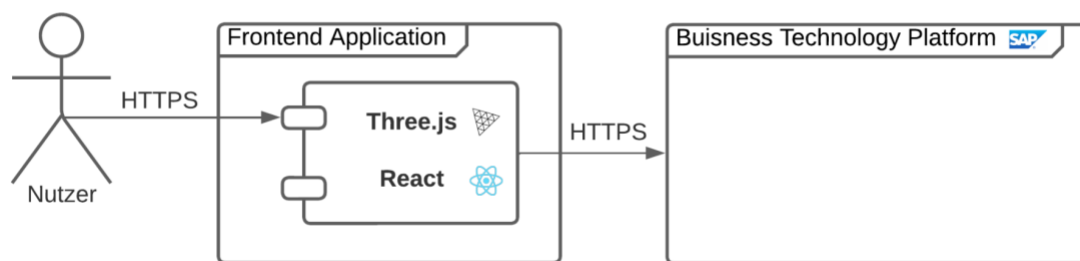 Frontend Application
Buisness Technology Platform SAP
HTTPS
Three.js
HTTPS
React
Nutzer